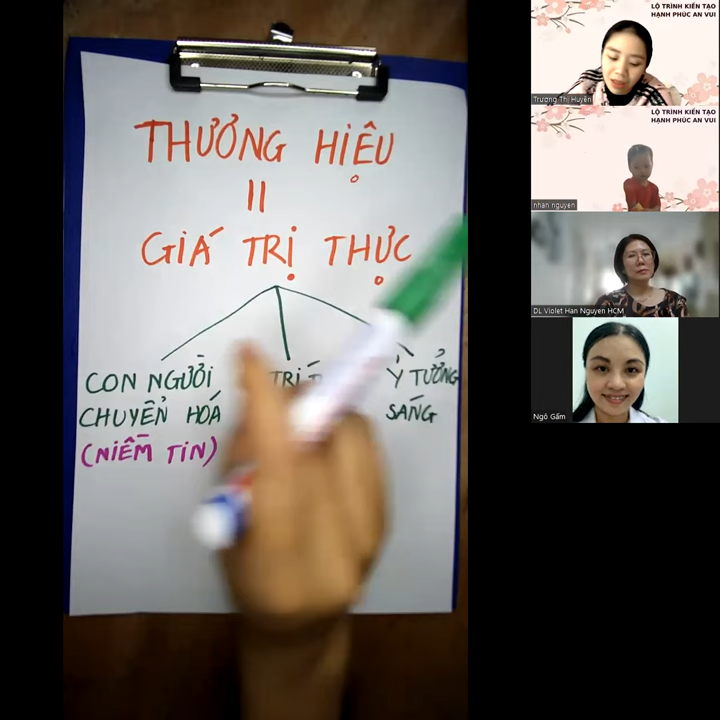 THƯƠNG HIỆU
=
GIÁ TRỊ THỰC
CON NGƯỜI
CHUYỂN HOÁ
(NIỀM TIN)
TRI
Ý TƯỞNG
SÁNG
LỘ TRÌNH KIẾN TẠO
HẠNH PHÚC AN VUI
Trương Thị Huyền
LỘ TRÌNH KIẾN TẠO
HẠNH PHÚC AN VUI
nhàn nguyen
DL Violet Han Nguyen HCM
Ngô Gấm